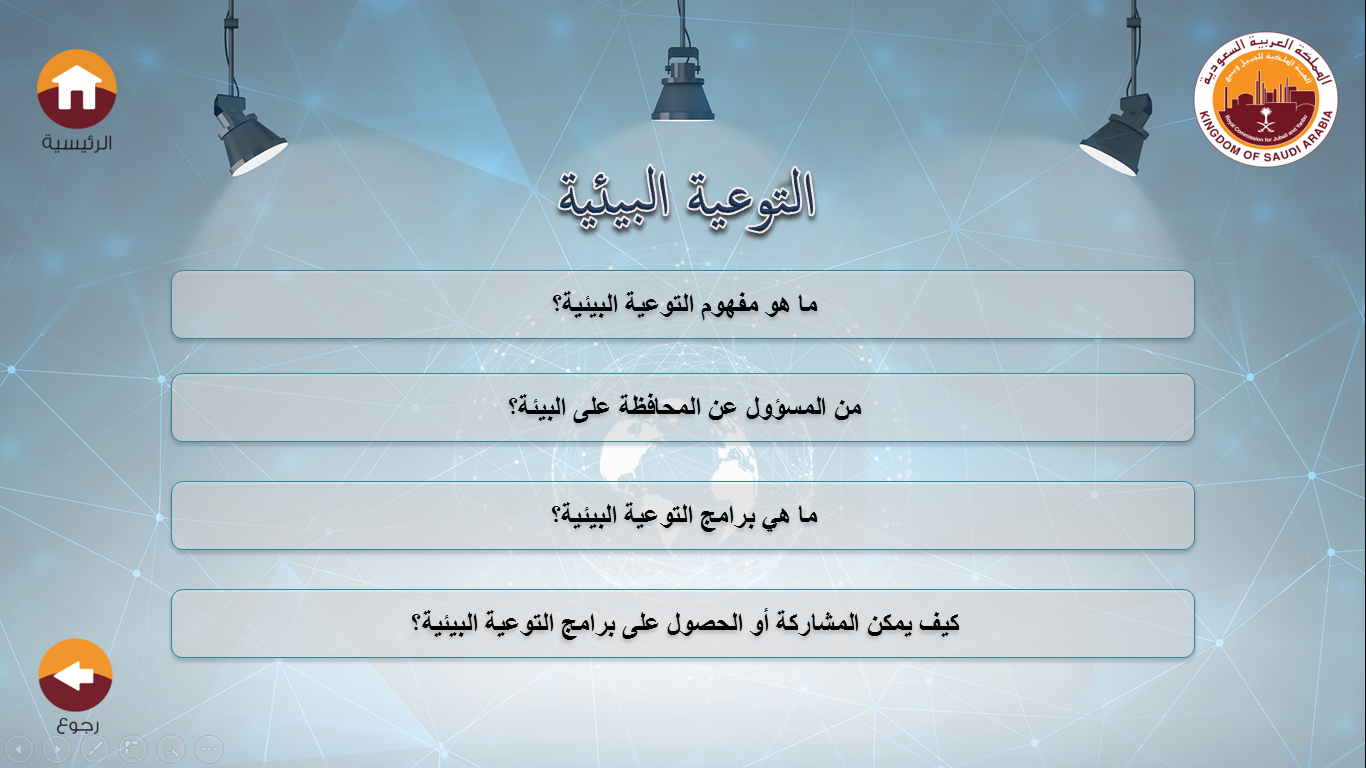 المملكة العربية السعودية
الهيئة الملكية للجبيل وينبع
Royal Commission for Jubail and Yanbu
KINGDOM OF SAUDI ARABIA
الرئيسية
التوعية البيئية
ما هو مفهوم التوعية البيئية؟
من المسؤول عن المحافظة على البيئة؟
ما هي برامج التوعية البيئية؟
كيف يمكن المشاركة أو الحصول على برامج التوعية البيئية؟
رجوع